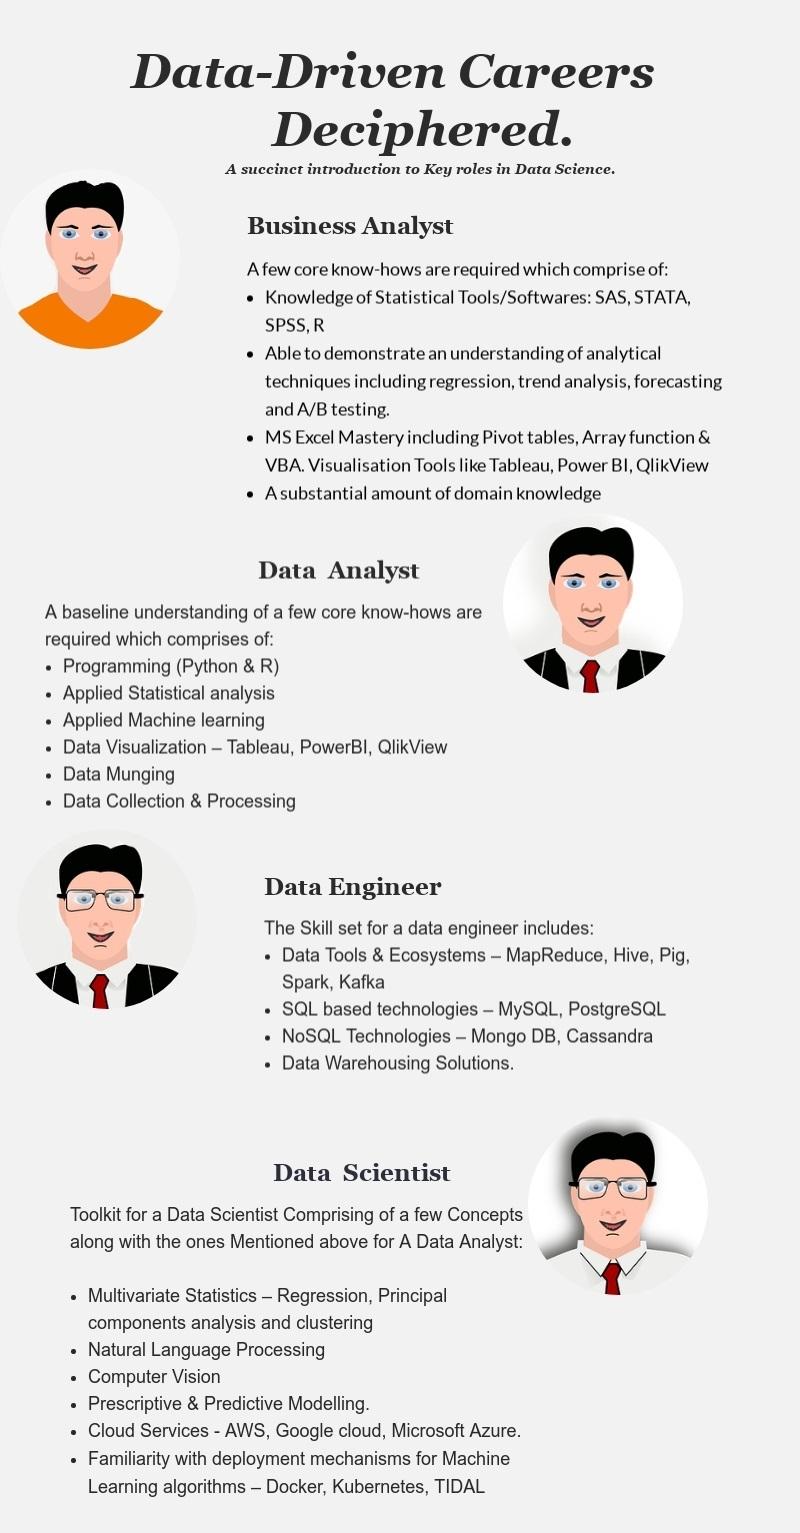 Data-Driven Careers
Deciphered.
A succinct introduction to Key roles in Data Science.
Business Analyst
A few core know-hows are required which comprise of:
• Knowledge of Statistical Tools/Softwares: SAS, STATA,
SPSS, R
• Able to demonstrate an understanding of analytical
techniques including regression, trend analysis, forecasting
and A/B testing.
• MS Excel Mastery including Pivot tables, Array function &
VBA. Visualisation Tools like Tableau, Power BI, QlikView
• A substantial amount of domain knowledge
Data Analyst
A baseline understanding of a few core know-hows are
required which comprises of:
• Programming (Python & R)
• Applied Statistical analysis
• Applied Machine learning
• Data Visualization – Tableau, PowerBI, QlikView
• Data Munging
• Data Collection & Processing
Data Engineer
The Skill set for a data engineer includes:
• Data Tools & Ecosystems – MapReduce, Hive, Pig,
Spark, Kafka
• SQL based technologies – MySQL, PostgreSQL
• NoSQL Technologies – Mongo DB, Cassandra
• Data Warehousing Solutions.
Data Scientist
Toolkit for a Data Scientist Comprising of a few Concepts
along with the ones Mentioned above for A Data Analyst:
• Multivariate Statistics – Regression, Principal
components analysis and clustering
• Natural Language Processing
• Computer Vision
• Prescriptive & Predictive Modelling.
• Cloud Services - AWS, Google cloud, Microsoft Azure.
• Familiarity with deployment mechanisms for Machine
Learning algorithms – Docker, Kubernetes, TIDAL